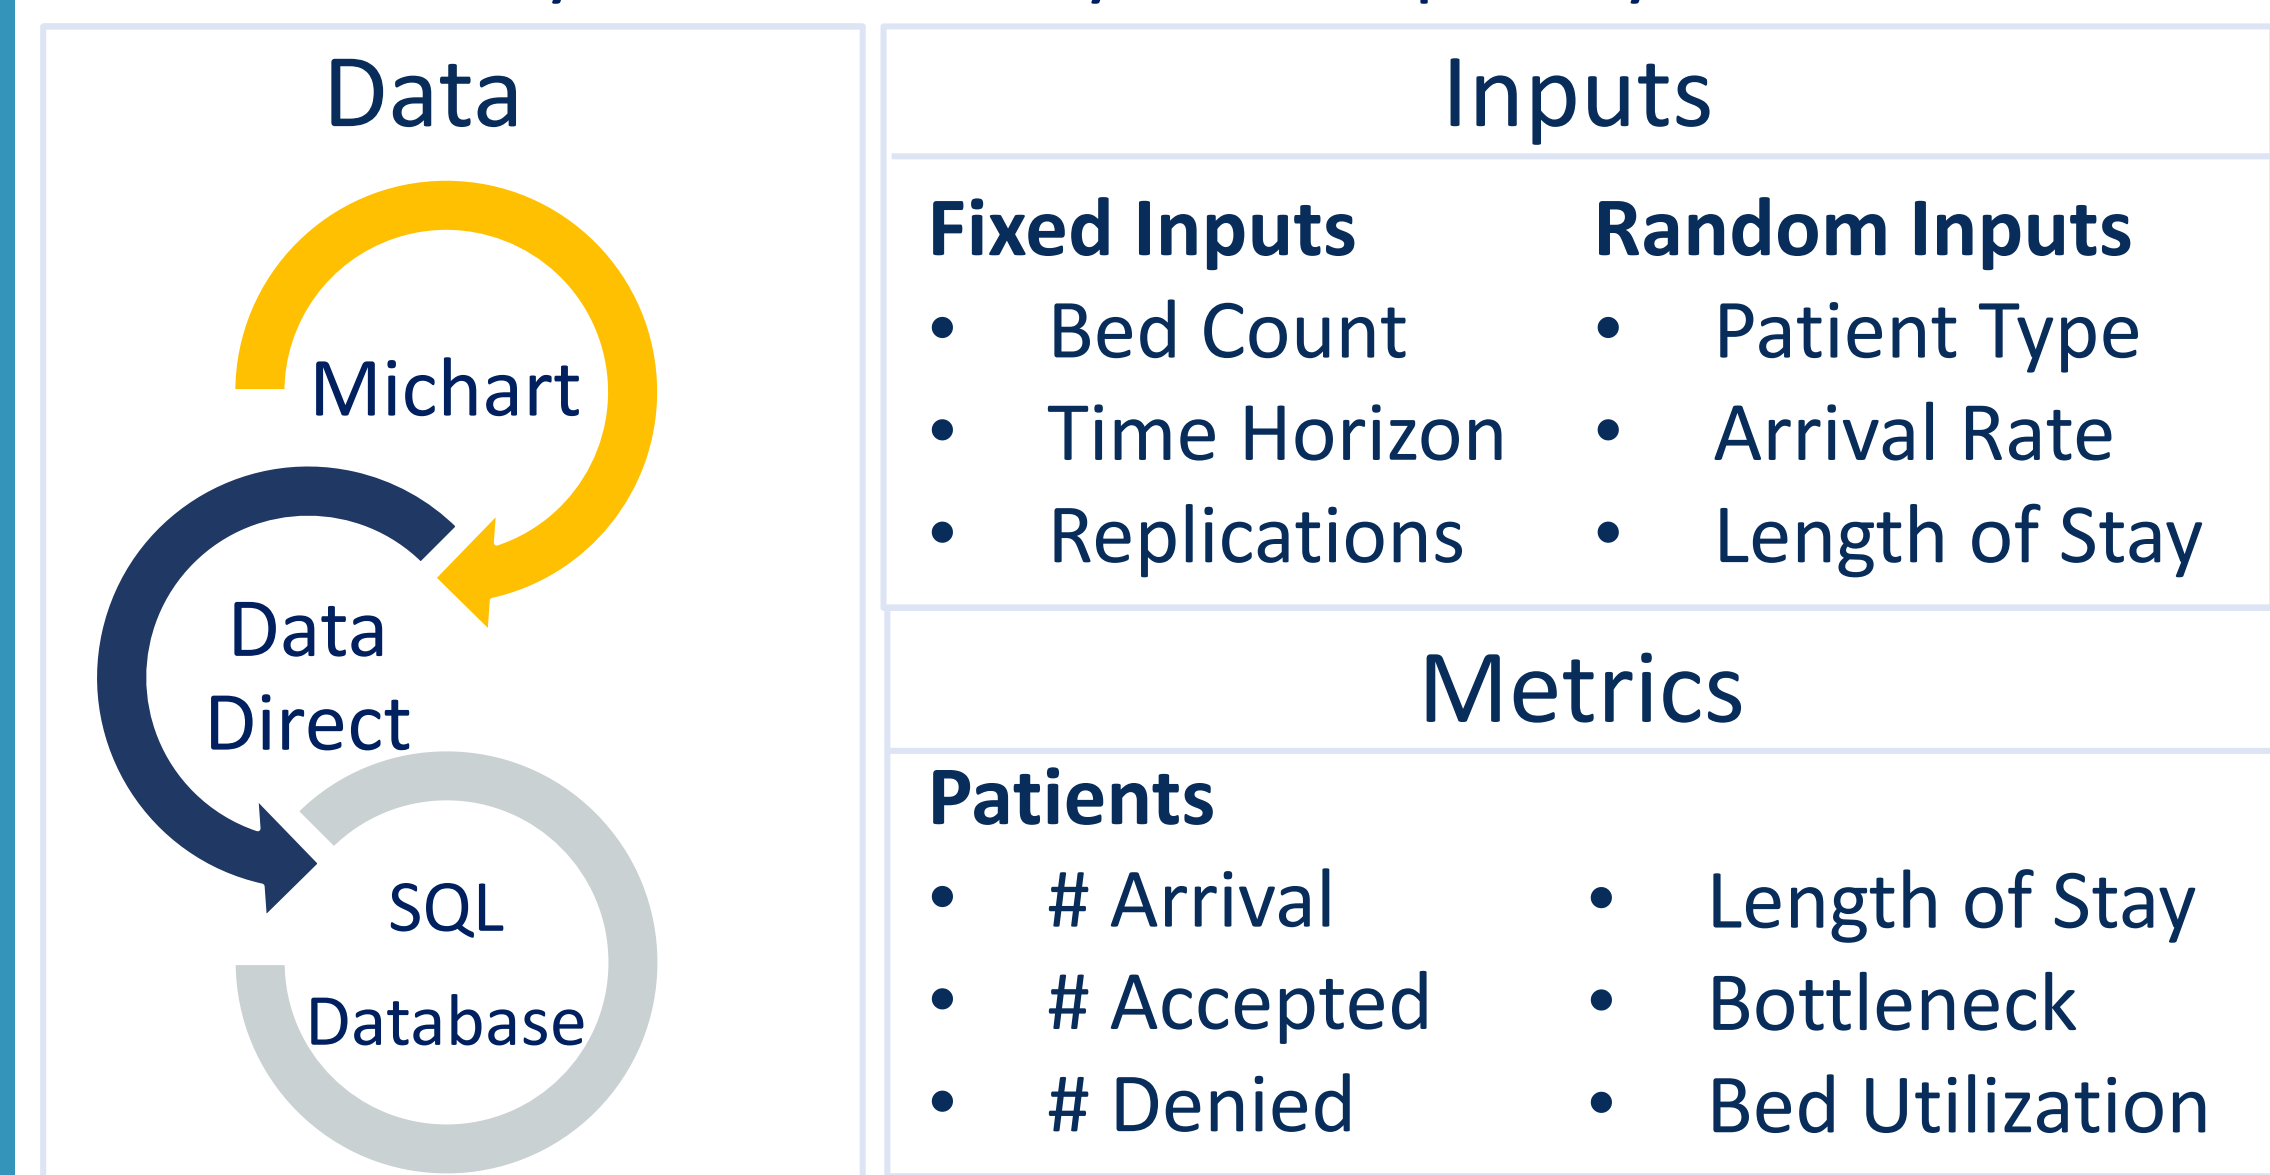 Data
Michart
Data
Direct
SQL
Database
Inputs
Fixed Inputs
• Bed Count
• Time Horizon
• Replications
Random Inputs
• Patient Type
• Arrival Rate
• Length of Stay
Metrics
Patients
• # Arrival
• # Accepted
• # Denied
• Length of Stay
• Bottleneck
• Bed Utilization